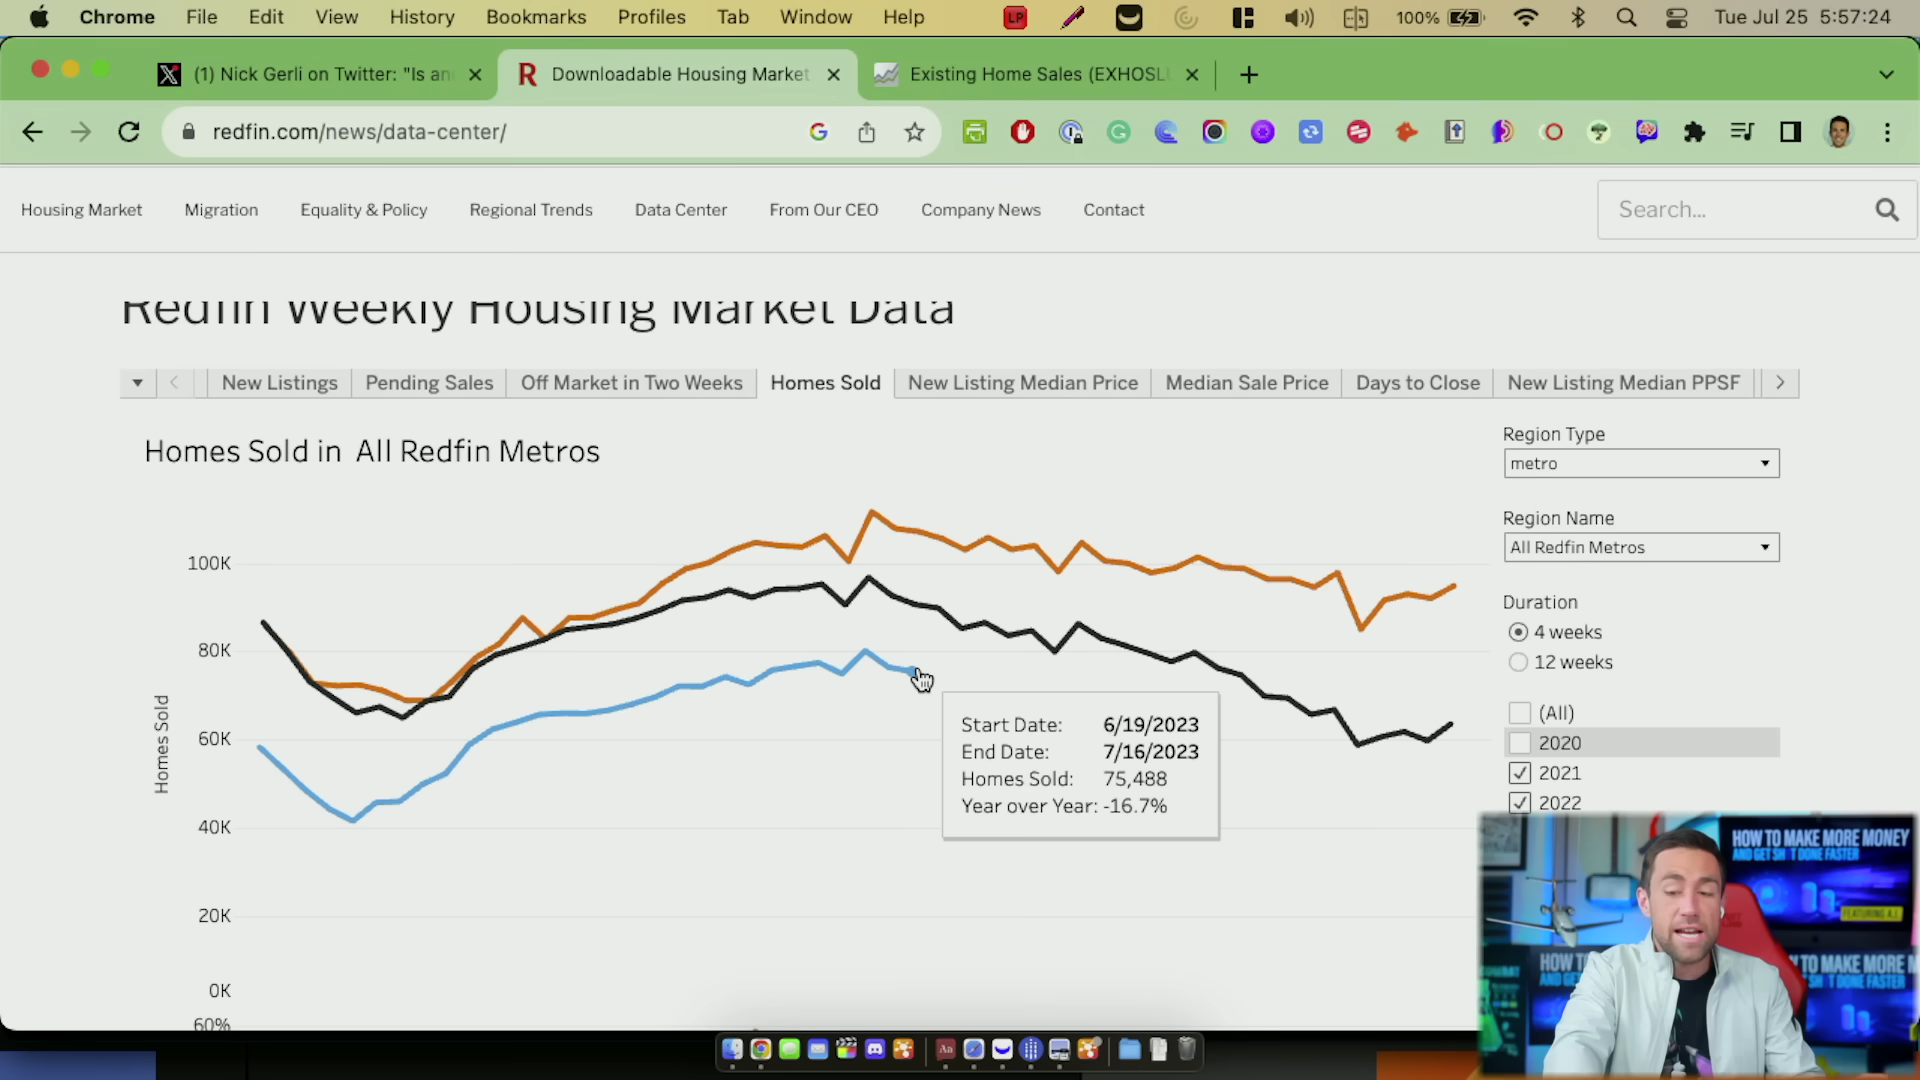 Chrome File Edit View History Bookmarks Profiles Tab Window Help LP 100% Tue Jul 25 5:57:24
(1) Nick Gerli on Twitter: "Is an
Downloadable Housing Market
Existing Home Sales (EXHOSL
redfin.com/news/data-center/
Housing Market Migration Equality & Policy Regional Trends Data Center From Our CEO Company News Contact Search...
Redfin Weekly Housing Market Data
New Listings Pending Sales Off Market in Two Weeks Homes Sold New Listing Median Price Median Sale Price Days to Close New Listing Median PPSF
Homes Sold in All Redfin Metros
Region Type
metro
Region Name
All Redfin Metros
Duration
4 weeks
12 weeks
(All)
2020
2021
2022
100K
80K
60K
40K
20K
0K
60%
Homes Sold
Start Date: 6/19/2023
End Date: 7/16/2023
Homes Sold: 75,488
Year over Year: -16.7%
HOW TO MAKE MORE MONEY
AND GET SH*T DONE FASTER
FEATURING A.I.